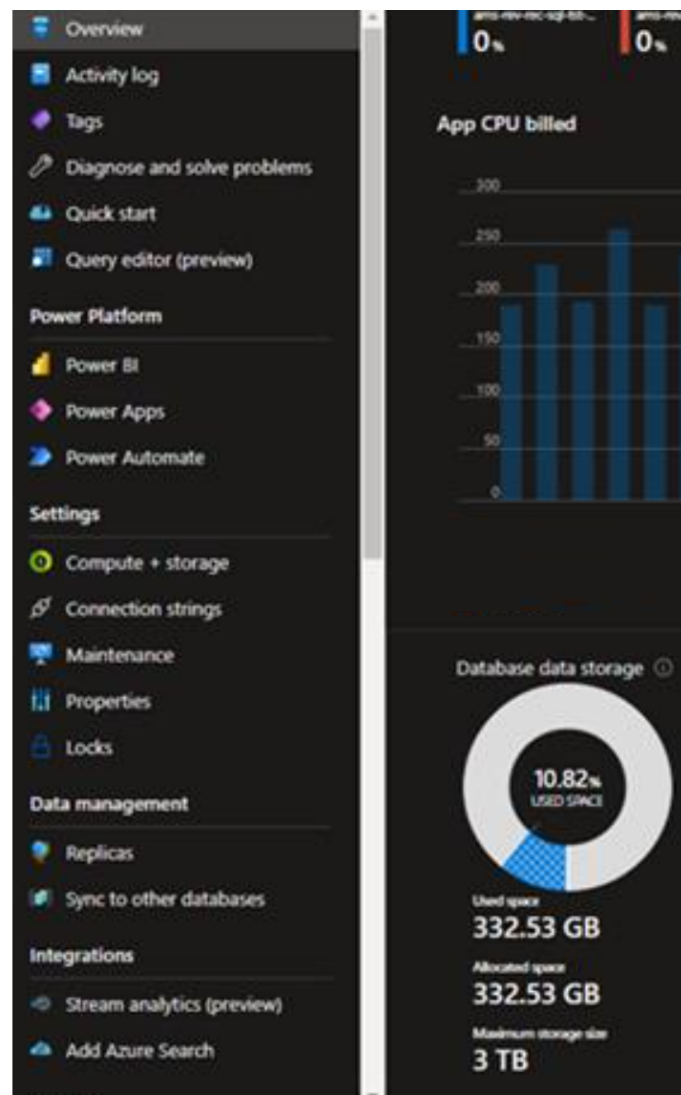 Overview
Activity log
Tags
Diagnose and solve problems
Quick start
Query editor (preview)
Power Platform
Power BI
Power Apps
Power Automate
Settings
Compute + storage
Connection strings
Maintenance
Properties
Locks
Data management
Replicas
Sync to other databases
Integrations
Stream analytics (preview)
Add Azure Search
0%
0%
App CPU billed
300
250
200
150
100
50
0
Database data storage
10.82%
USED SPACE
Used space
332.53 GB
Allocated space
332.53 GB
Maximum storage size
3 TB